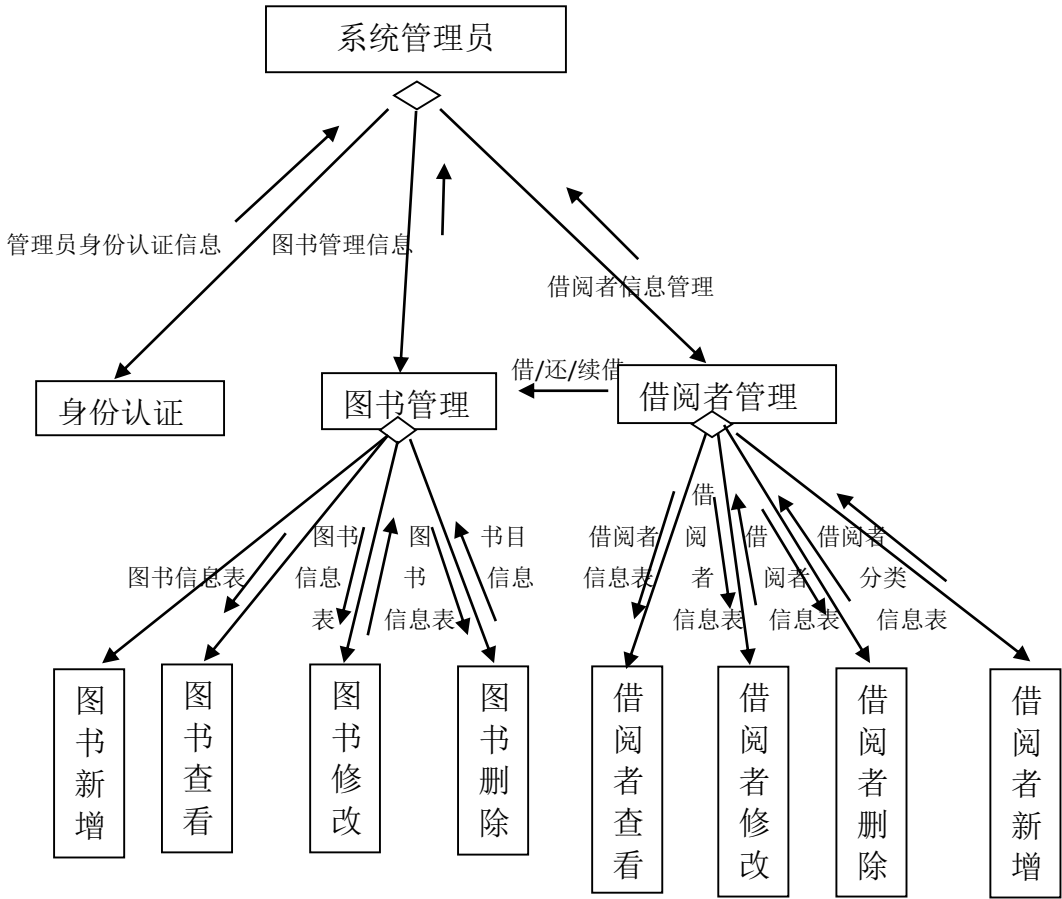 系统管理员
管理员身份认证信息
图书管理信息
借阅者信息管理
借/还/续借
身份认证
图书管理
借阅者管理
图书信息表
图书
信息
表
图
书
信息表
书目
信息
借阅者
信息表
借
阅
者
信息表
借
阅者
信息表
借阅者
分类
信息表
图书新增
图书查看
图书修改
图书删除
借阅者查看
借阅者修改
借阅者删除
借阅者新增